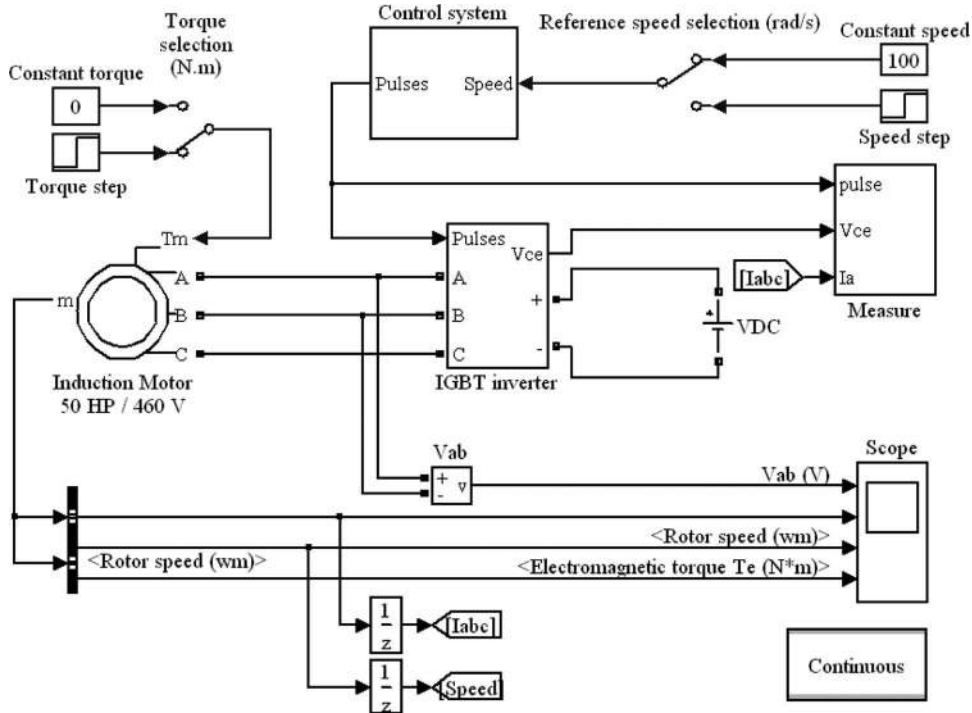 Control system
Pulses
Speed
Reference speed selection (rad/s)
Constant speed
100
Speed step
Torque
selection
(N.m)
Constant torque
0
Torque step
Tm
m
A
B
C
Induction Motor
50 HP / 460 V
Pulses
Vce
A
B
C
+
-
IGBT inverter
+
VDC
pulse
Vce
[Iabc]
Ia
Measure
Vab
+
-
v
Vab (V)
Scope
<Rotor speed (wm)>
<Rotor speed (wm)>
<Electromagnetic torque Te (N*m)>
1
z
[Iabc]
1
z
[Speed]
Continuous